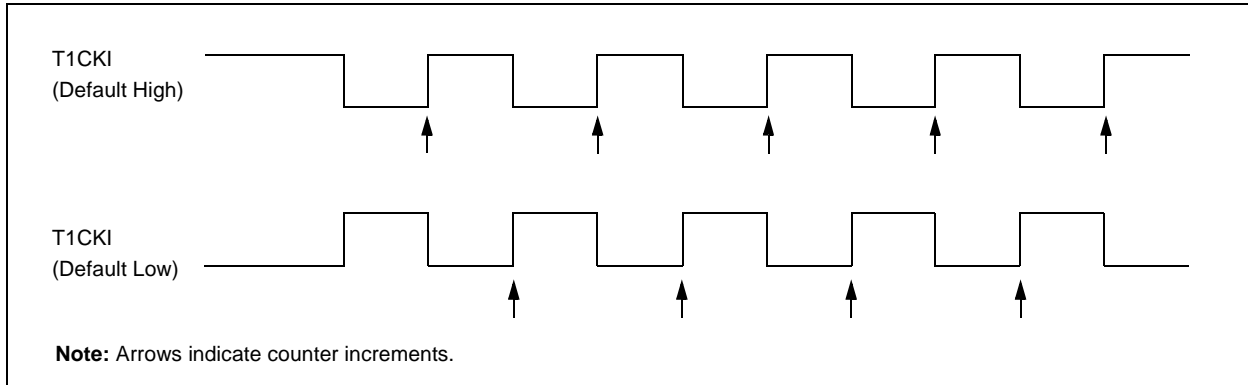 T1CKI
(Default High)
T1CKI
(Default Low)
Note: Arrows indicate counter increments.